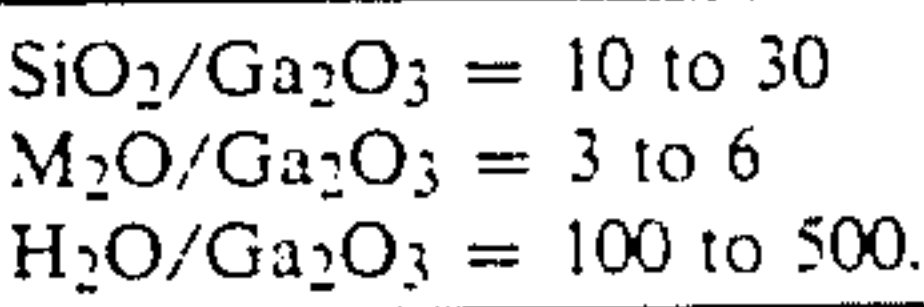 SiO₂/Ga₂O₃ = 10 to 30
M₂O/Ga₂O₃ = 3 to 6
H₂O/Ga₂O₃ = 100 to 500.